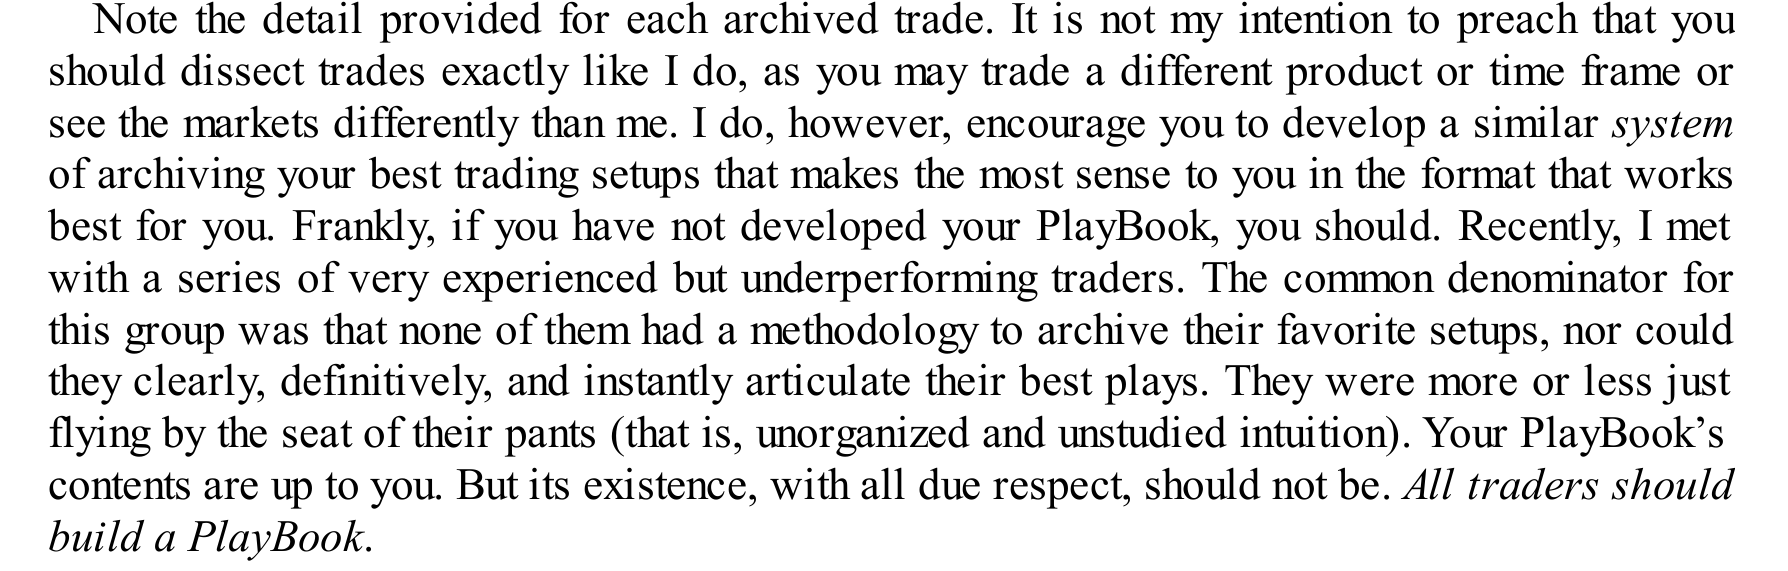 Note the detail provided for each archived trade. It is not my intention to preach that you
should dissect trades exactly like I do, as you may trade a different product or time frame or
see the markets differently than me. I do, however, encourage you to develop a similar system
of archiving your best trading setups that makes the most sense to you in the format that works
best for you. Frankly, if you have not developed your PlayBook, you should. Recently, I met
with a series of very experienced but underperforming traders. The common denominator for
this group was that none of them had a methodology to archive their favorite setups, nor could
they clearly, definitively, and instantly articulate their best plays. They were more or less just
flying by the seat of their pants (that is, unorganized and unstudied intuition). Your PlayBook’s
contents are up to you. But its existence, with all due respect, should not be. All traders should
build a PlayBook.